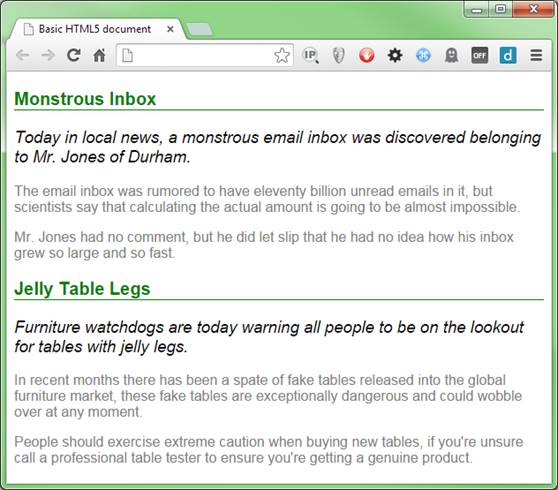 Basic HTML5 document
IP
OFF
d
Monstrous Inbox
Today in local news, a monstrous email inbox was discovered belonging
to Mr. Jones of Durham.
The email inbox was rumored to have eleventy billion unread emails in it, but
scientists say that calculating the actual amount is going to be almost impossible.
Mr. Jones had no comment, but he did let slip that he had no idea how his inbox
grew so large and so fast.
Jelly Table Legs
Furniture watchdogs are today warning all people to be on the lookout
for tables with jelly legs.
In recent months there has been a spate of fake tables released into the global
furniture market, these fake tables are exceptionally dangerous and could wobble
over at any moment.
People should exercise extreme caution when buying new tables, if you're unsure
call a professional table tester to ensure you're getting a genuine product.